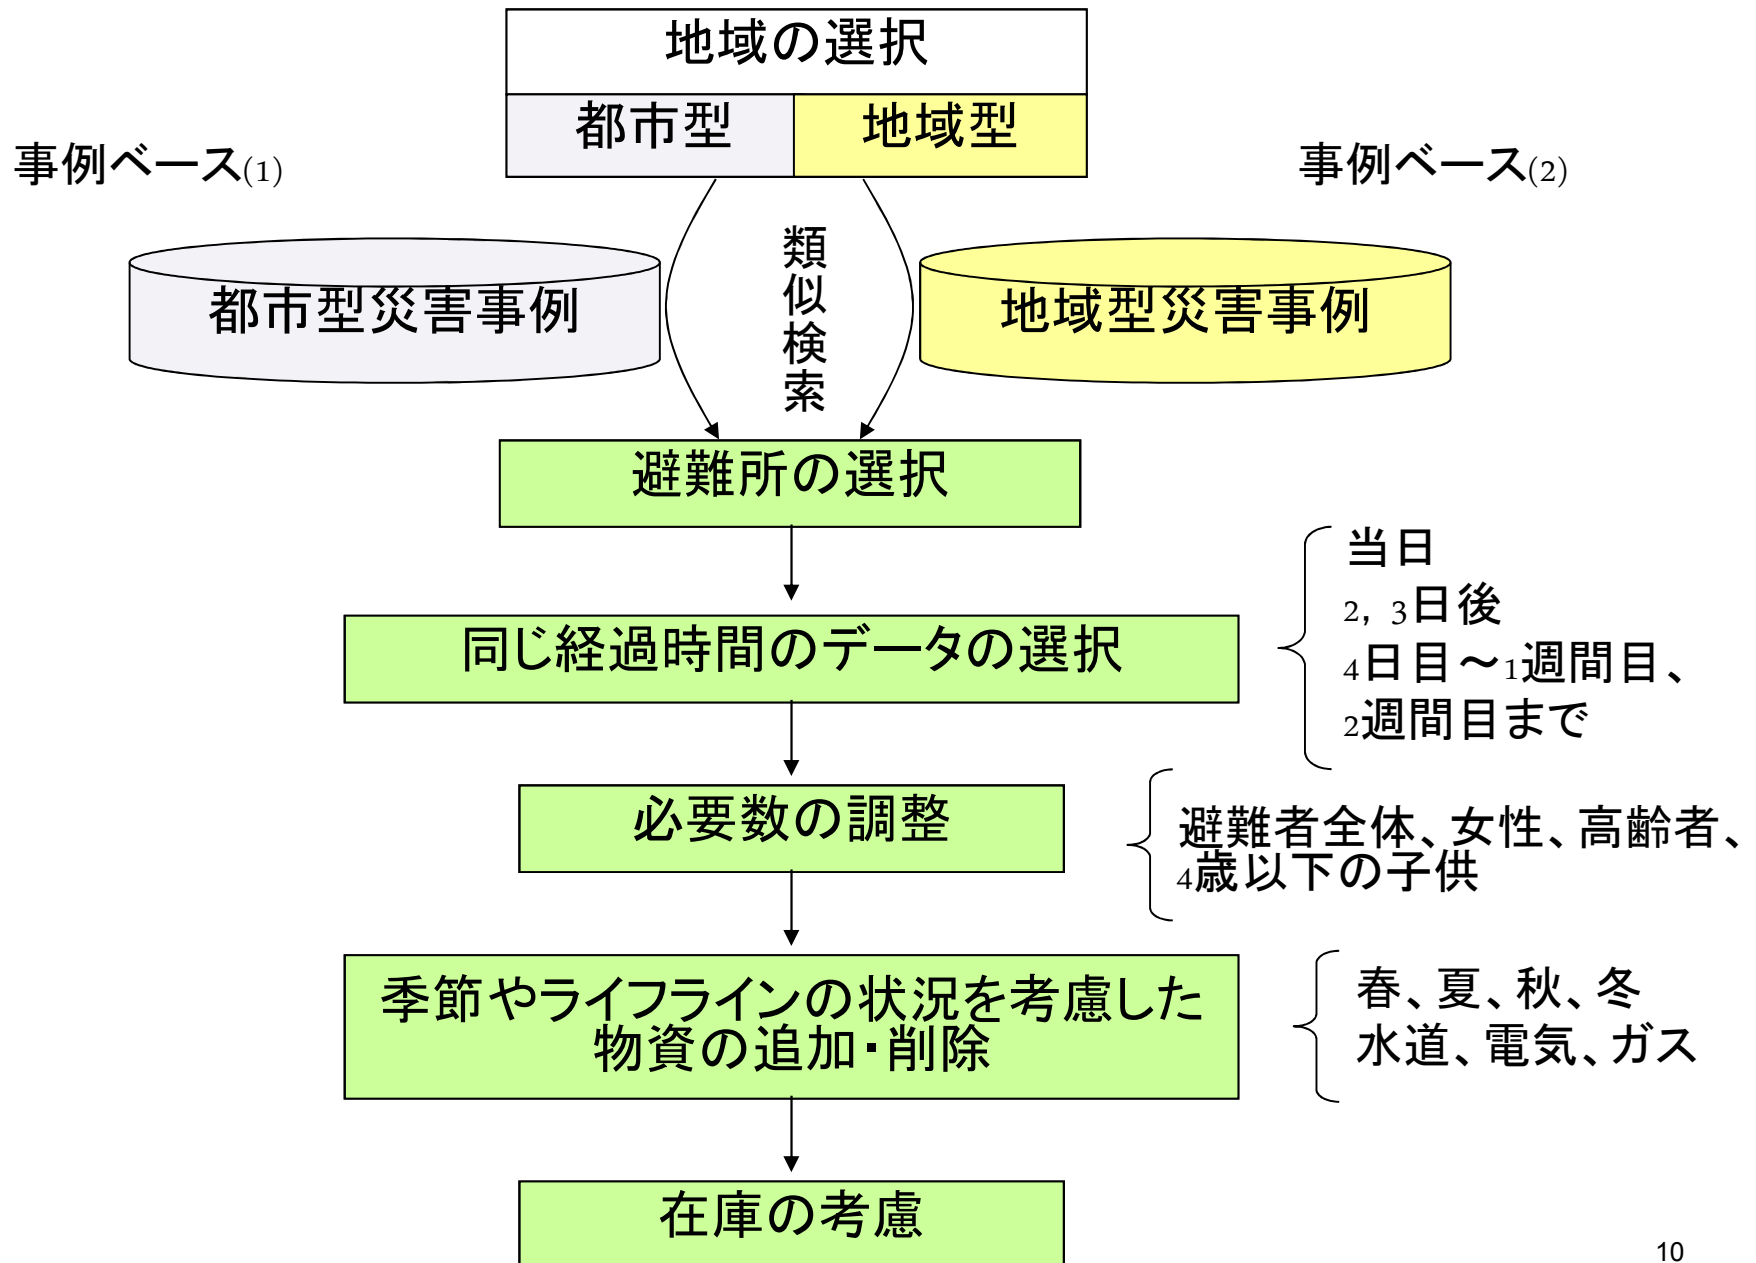 地域の選択
都市型
地域型
事例ベース(1)
事例ベース(2)
都市型災害事例
類似検索
地域型災害事例
避難所の選択
同じ経過時間のデータの選択
当日
2, 3日後
4日目～1週間目、
2週間目まで
必要数の調整
避難者全体、女性、高齢者、
4歳以下の子供
季節やライフラインの状況を考慮した
物資の追加・削除
春、夏、秋、冬
水道、電気、ガス
在庫の考慮
10